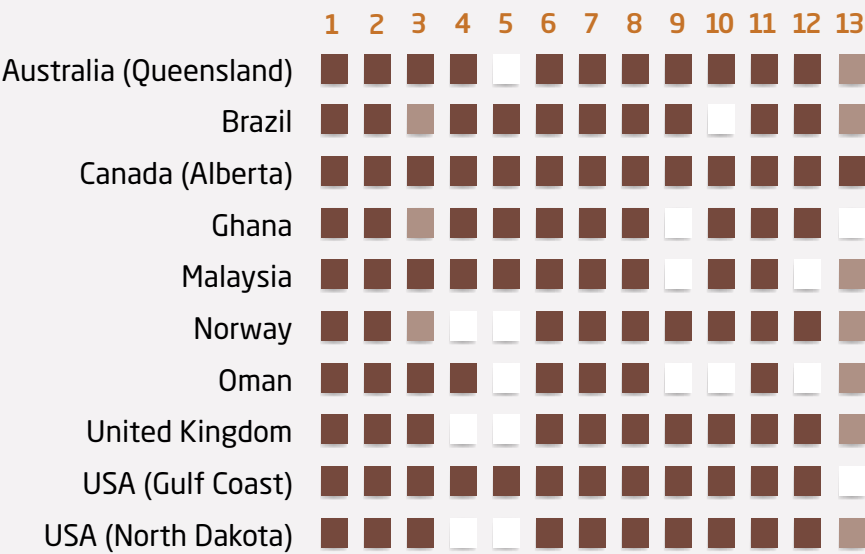 1 2 3 4 5 6 7 8 9 10 11 12 13
Australia (Queensland)
Brazil
Canada (Alberta)
Ghana
Malaysia
Norway
Oman
United Kingdom
USA (Gulf Coast)
USA (North Dakota)